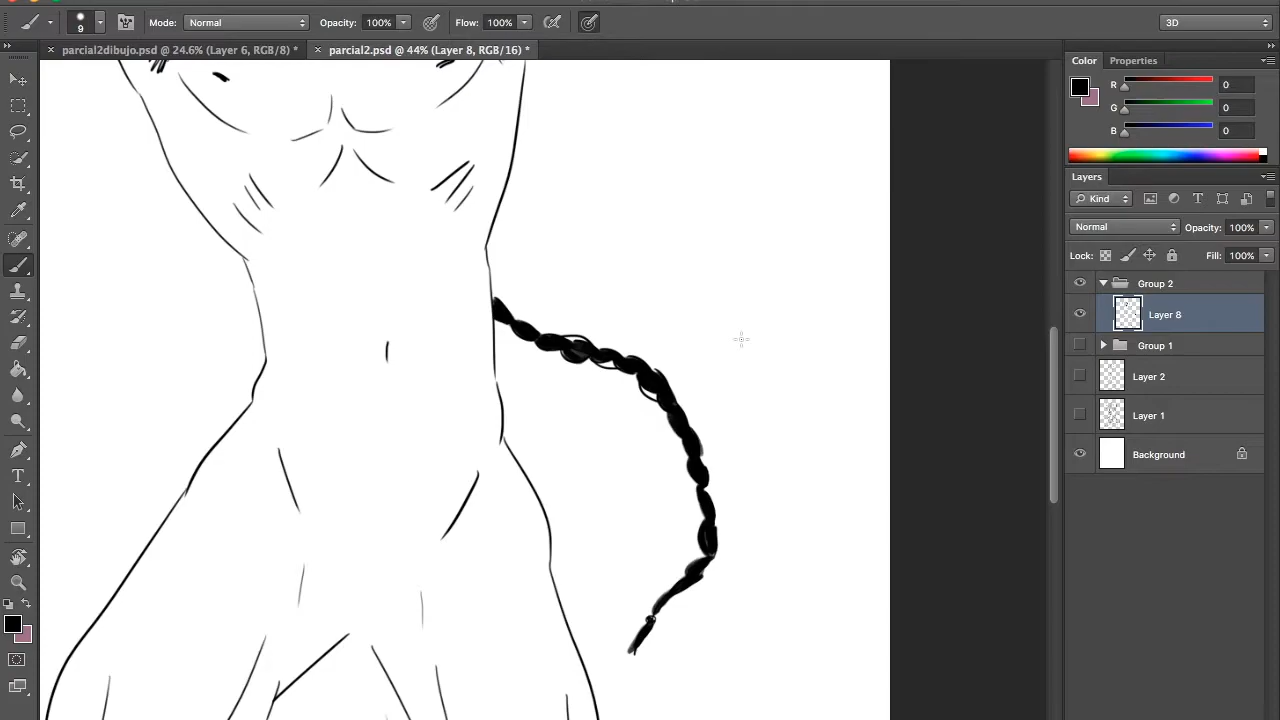 9 Mode: Normal Opacity: 100% Flow: 100% 3D
parcial2dibujo.psd @ 24.6% (Layer 6, RGB/8) * parcial2.psd @ 44% (Layer 8, RGB/16) *
Color Properties
R 0
G 0
B 0
Layers
Kind
Normal Opacity: 100%
Lock: Fill: 100%
Group 2
Layer 8
Group 1
Layer 2
Layer 1
Background